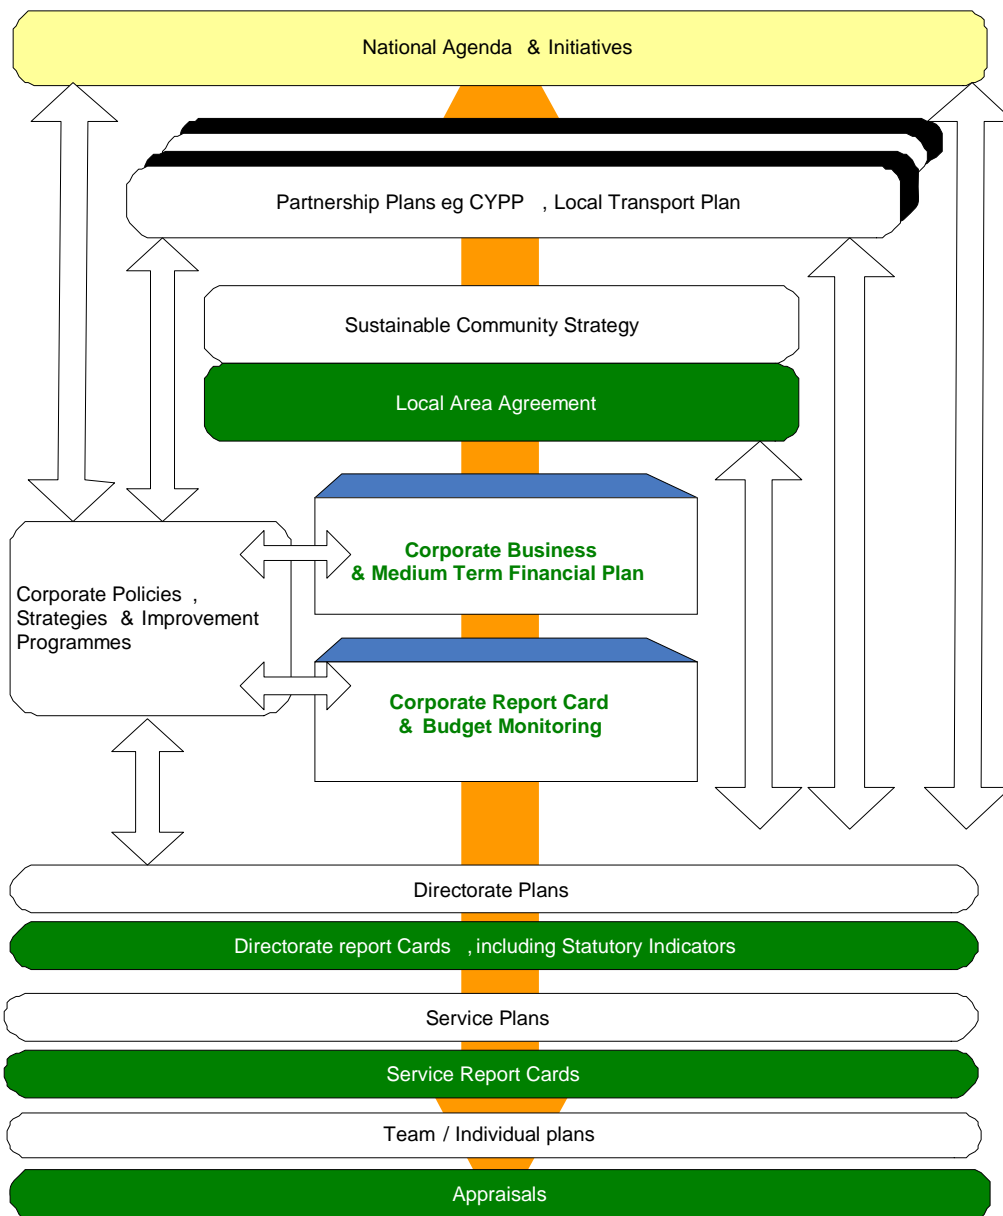 National Agenda & Initiatives
Partnership Plans eg CYPP , Local Transport Plan
Sustainable Community Strategy
Local Area Agreement
Corporate Business
& Medium Term Financial Plan
Corporate Policies ,
Strategies & Improvement
Programmes
Corporate Report Card
& Budget Monitoring
Directorate Plans
Directorate report Cards , including Statutory Indicators
Service Plans
Service Report Cards
Team / Individual plans
Appraisals